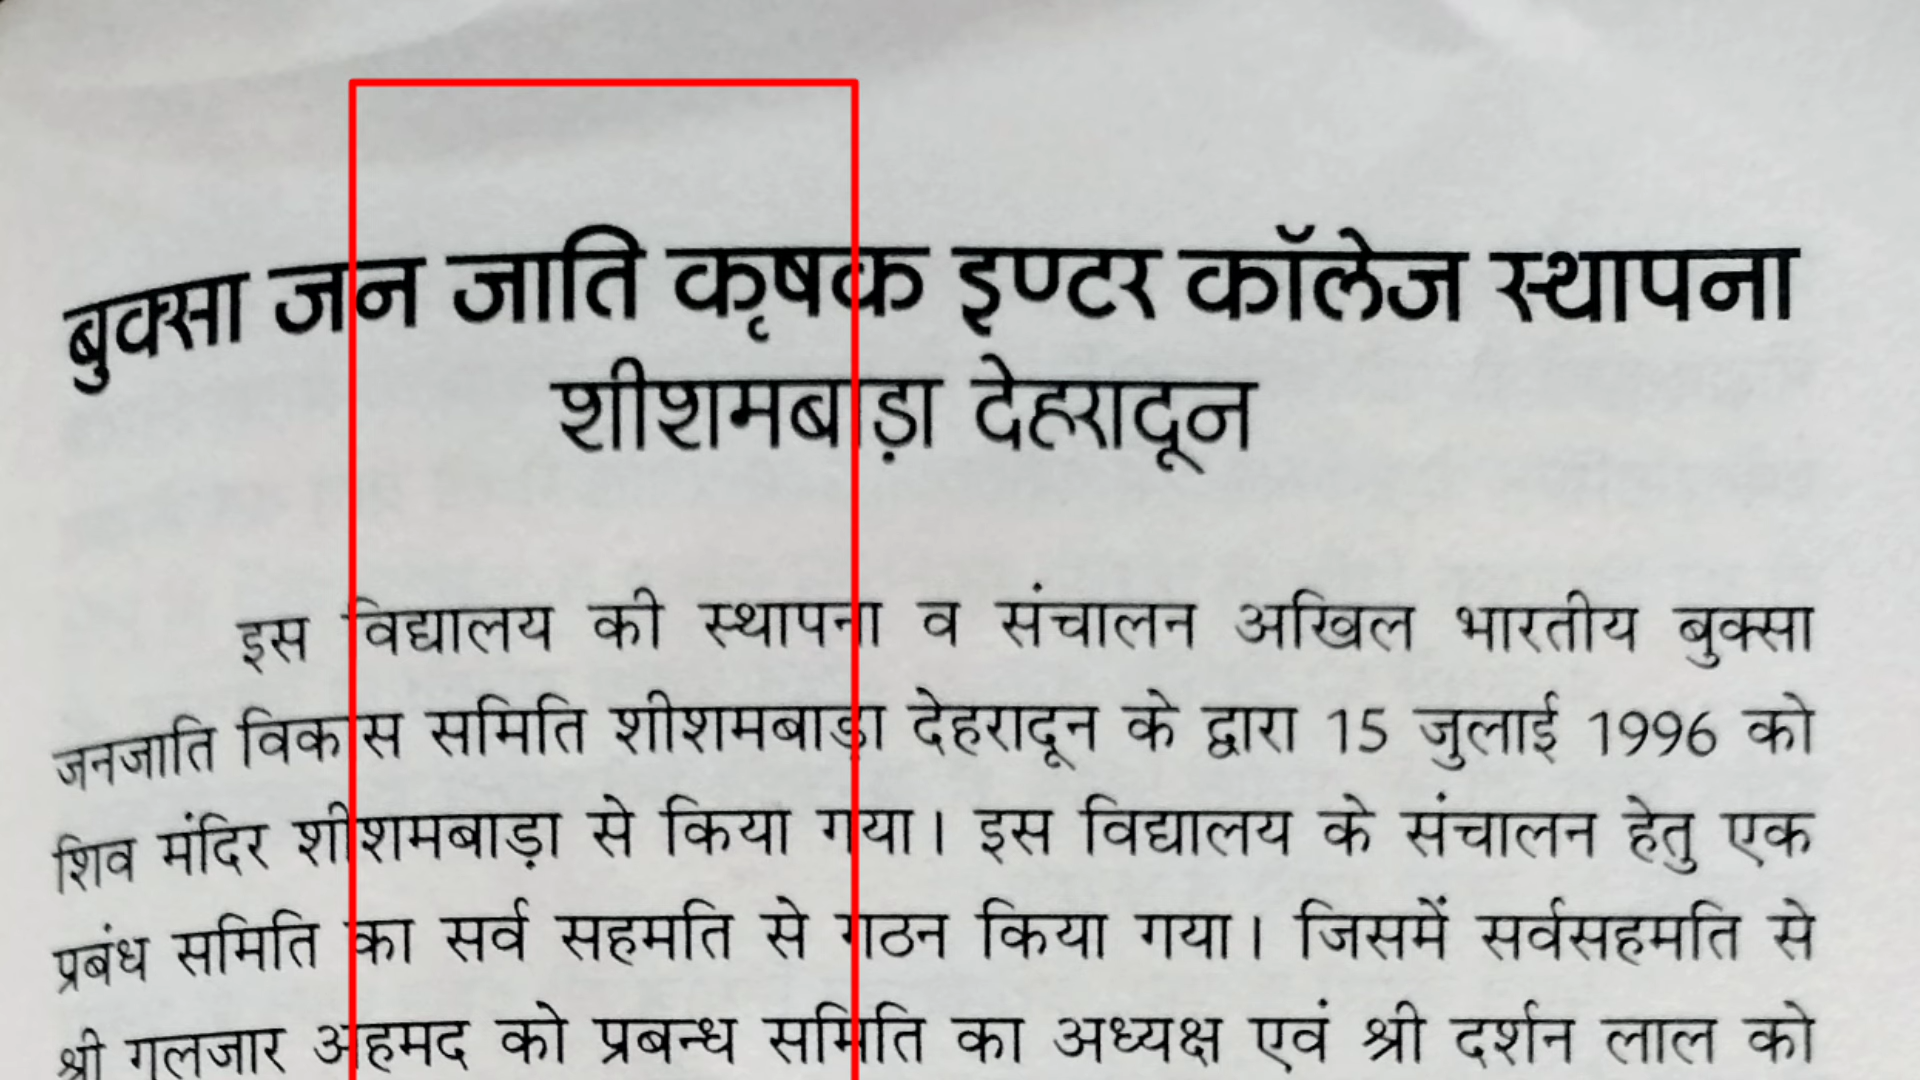 बुक्सा जन जाति कृषक इण्टर कॉलेज स्थापना
शीशमबाड़ा देहरादून
इस विद्यालय की स्थापना व संचालन अखिल भारतीय बुक्सा
जनजाति विकास समिति शीशमबाड़ा देहरादून के द्वारा 15 जुलाई 1996 को
शिव मंदिर शीशमबाड़ा से किया गया। इस विद्यालय के संचालन हेतु एक
प्रबंध समिति का सर्व सहमति से गठन किया गया। जिसमें सर्वसहमति से
श्री गुलजार अहमद को प्रबन्ध समिति का अध्यक्ष एवं श्री दर्शन लाल को